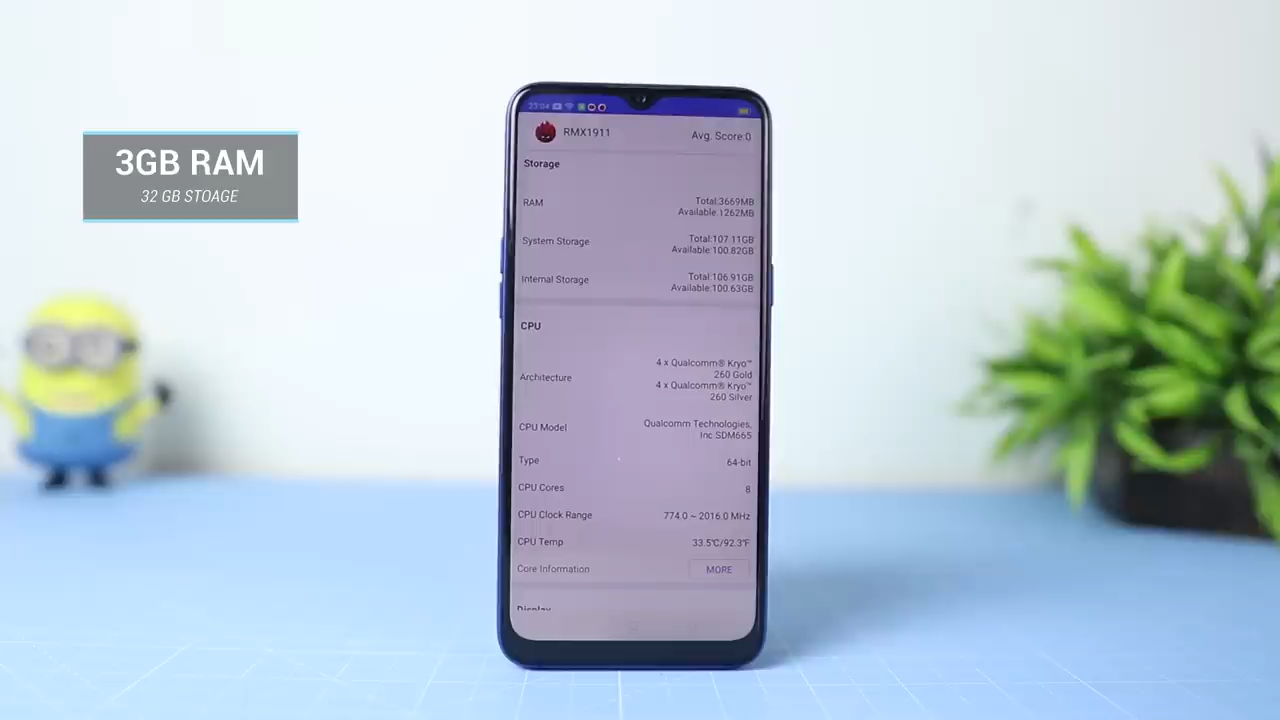 3GB RAM
32 GB STOAGE
23:04
RMX1911
Avg. Score:0
Storage
RAM
Total:3669MB
Available:1262MB
System Storage
Total:107.11GB
Available:100.82GB
Internal Storage
Total:106.91GB
Available:100.63GB
CPU
Architecture
4 x Qualcomm® Kryo™
260 Gold
4 x Qualcomm® Kryo™
260 Silver
CPU Model
Qualcomm Technologies,
Inc SDM665
Type
64-bit
CPU Cores
8
CPU Clock Range
774.0 ~ 2016.0 MHz
CPU Temp
33.5℃/92.3℉
Core Information
MORE
Display